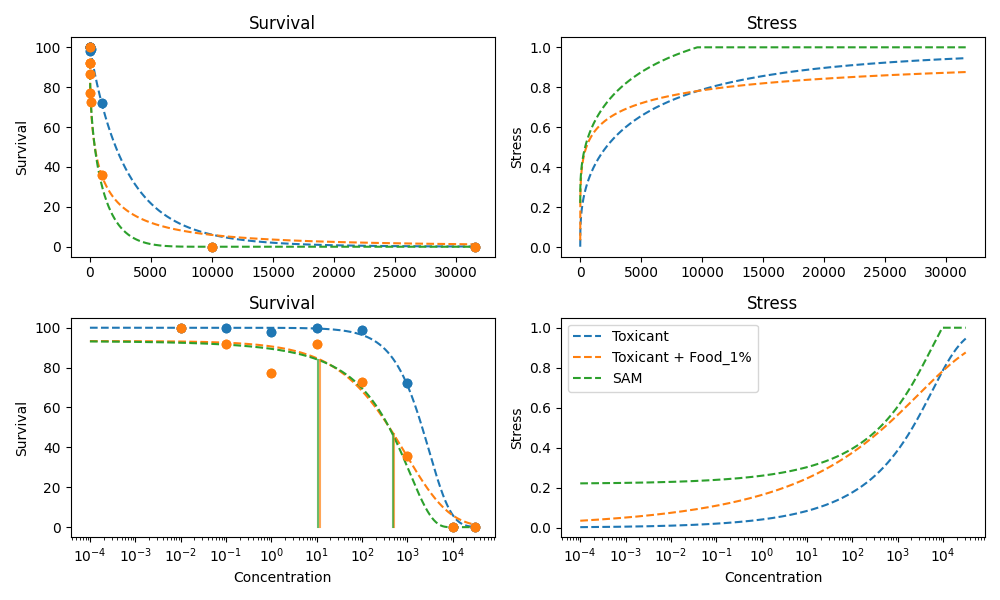 Survival
Stress
Survival
100
80
60
40
20
0
0 5000 10000 15000 20000 25000 30000
Stress
1.0
0.8
0.6
0.4
0.2
0.0
0 5000 10000 15000 20000 25000 30000
Survival
Stress
Survival
100
80
60
40
20
0
10⁻⁴ 10⁻³ 10⁻² 10⁻¹ 10⁰ 10¹ 10² 10³ 10⁴
Concentration
Stress
1.0
0.8
0.6
0.4
0.2
0.0
Toxicant
Toxicant + Food_1%
SAM
10⁻⁴ 10⁻³ 10⁻² 10⁻¹ 10⁰ 10¹ 10² 10³ 10⁴
Concentration